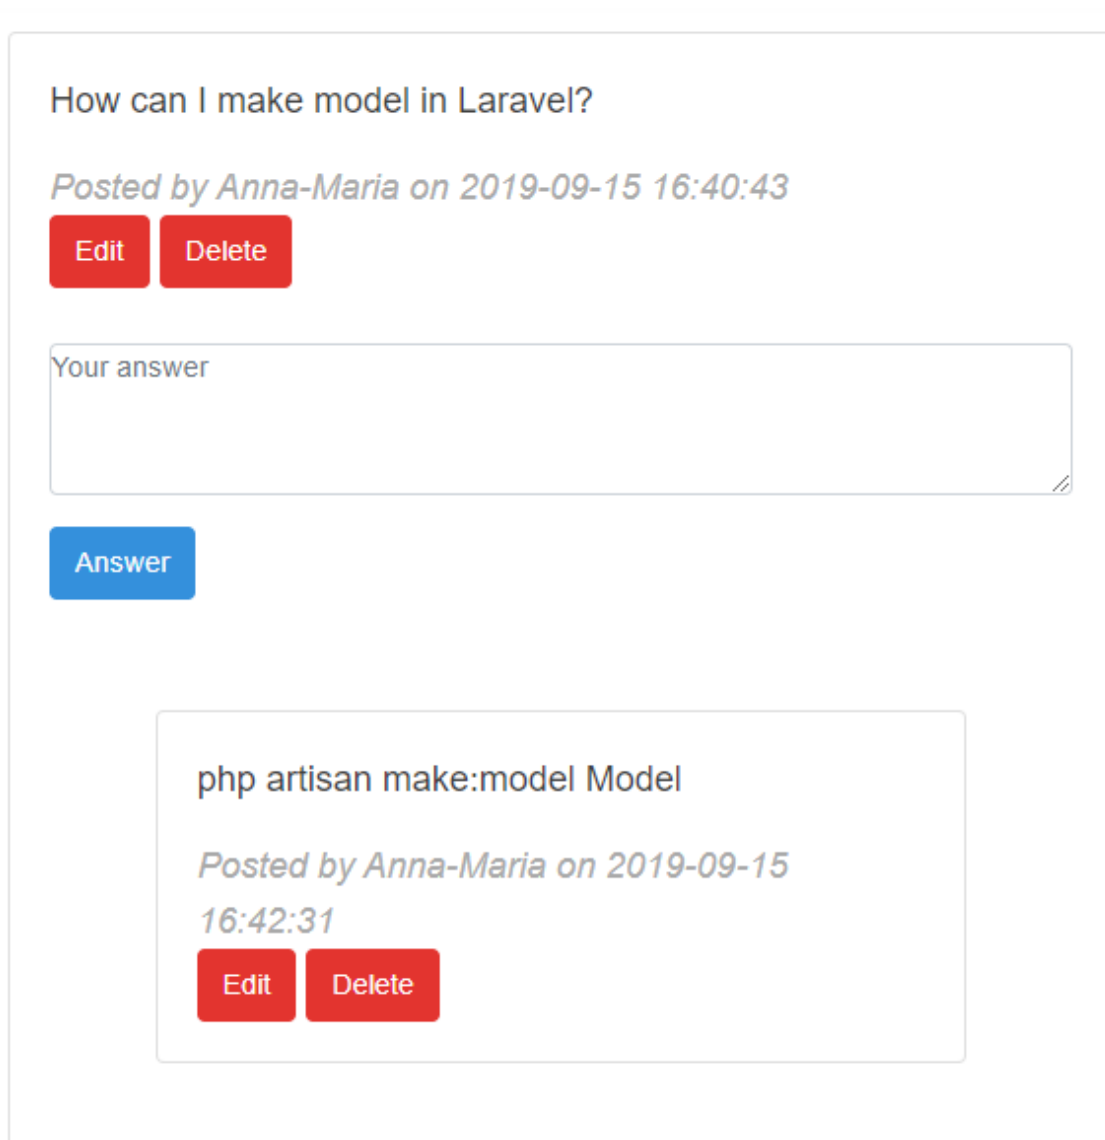 How can I make model in Laravel?
Posted by Anna-Maria on 2019-09-15 16:40:43
Edit Delete
Your answer
Answer
php artisan make:model Model
Posted by Anna-Maria on 2019-09-15
16:42:31
Edit Delete